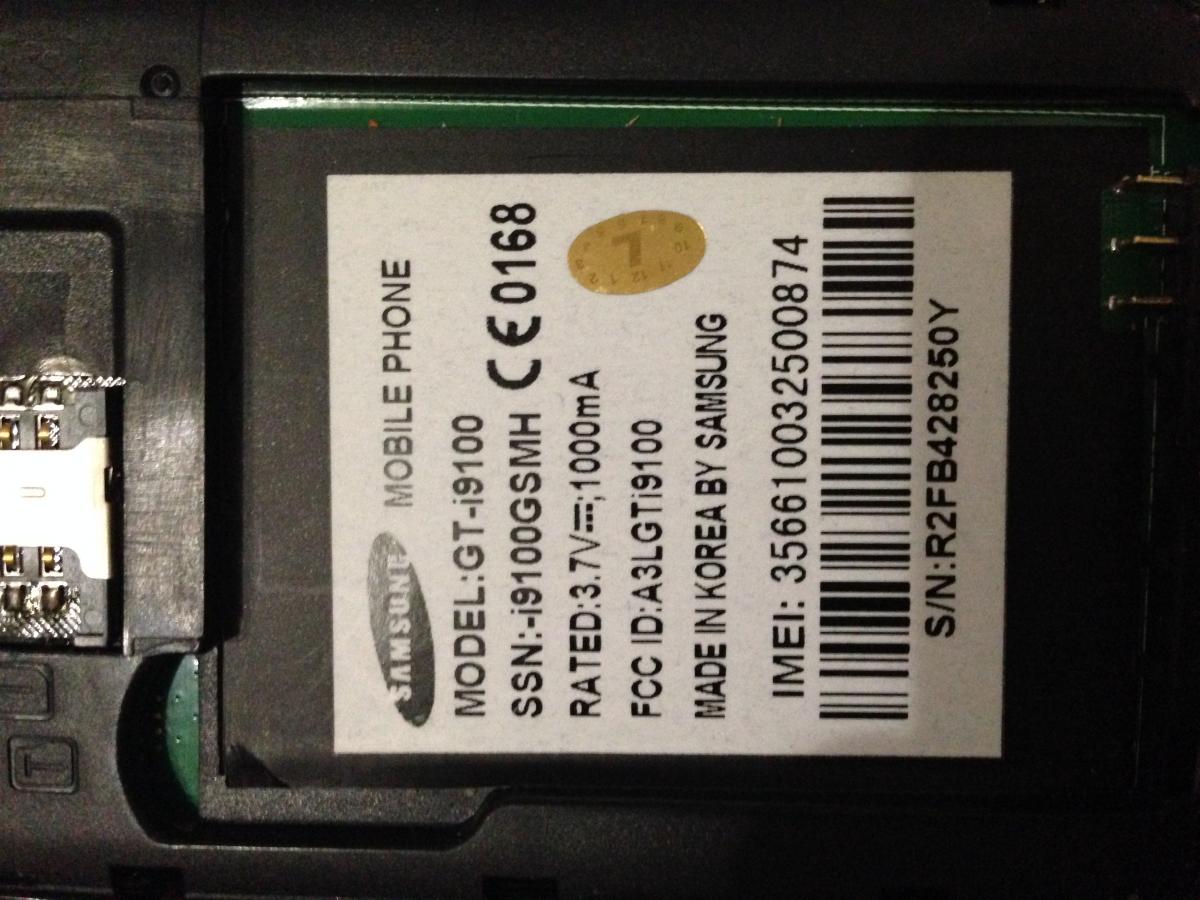 SAMSUNG MOBILE PHONE
MODEL:GT-i9100
SSN:-i9100GSMH CE0168
RATED:3.7V⎓;1000mA
FCC ID:A3LGTi9100
MADE IN KOREA BY SAMSUNG
IMEI: 356610032500874
S/N:R2FB428250Y
L